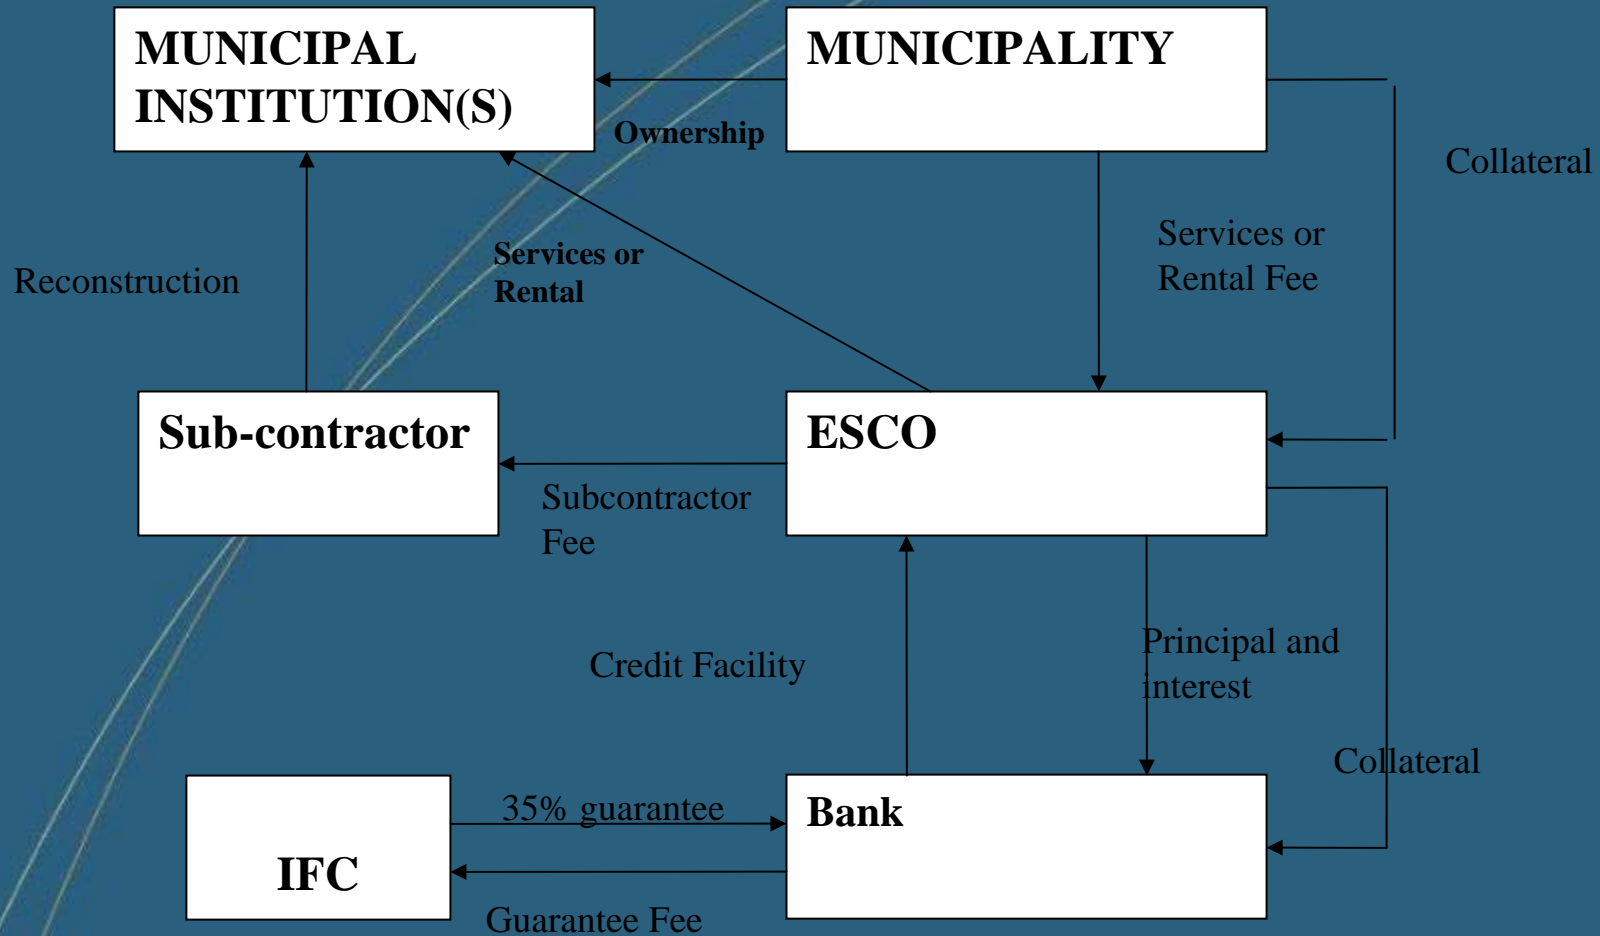 MUNICIPAL
INSTITUTION(S)
MUNICIPALITY
Ownership
Collateral
Services or
Rental Fee
Services or
Rental
Reconstruction
Sub-contractor
ESCO
Subcontractor
Fee
Credit Facility
Principal and
interest
Collateral
35% guarantee
Bank
IFC
Guarantee Fee